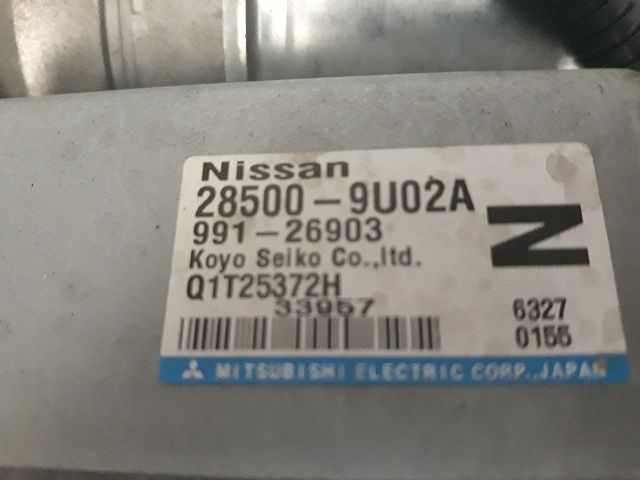 Nissan
28500-9U02A
991-26903
Koyo Seiko Co.,ltd.
Q1T25372H
N
33957
6327
0155
MITSUBISHI ELECTRIC CORP.,JAPAN